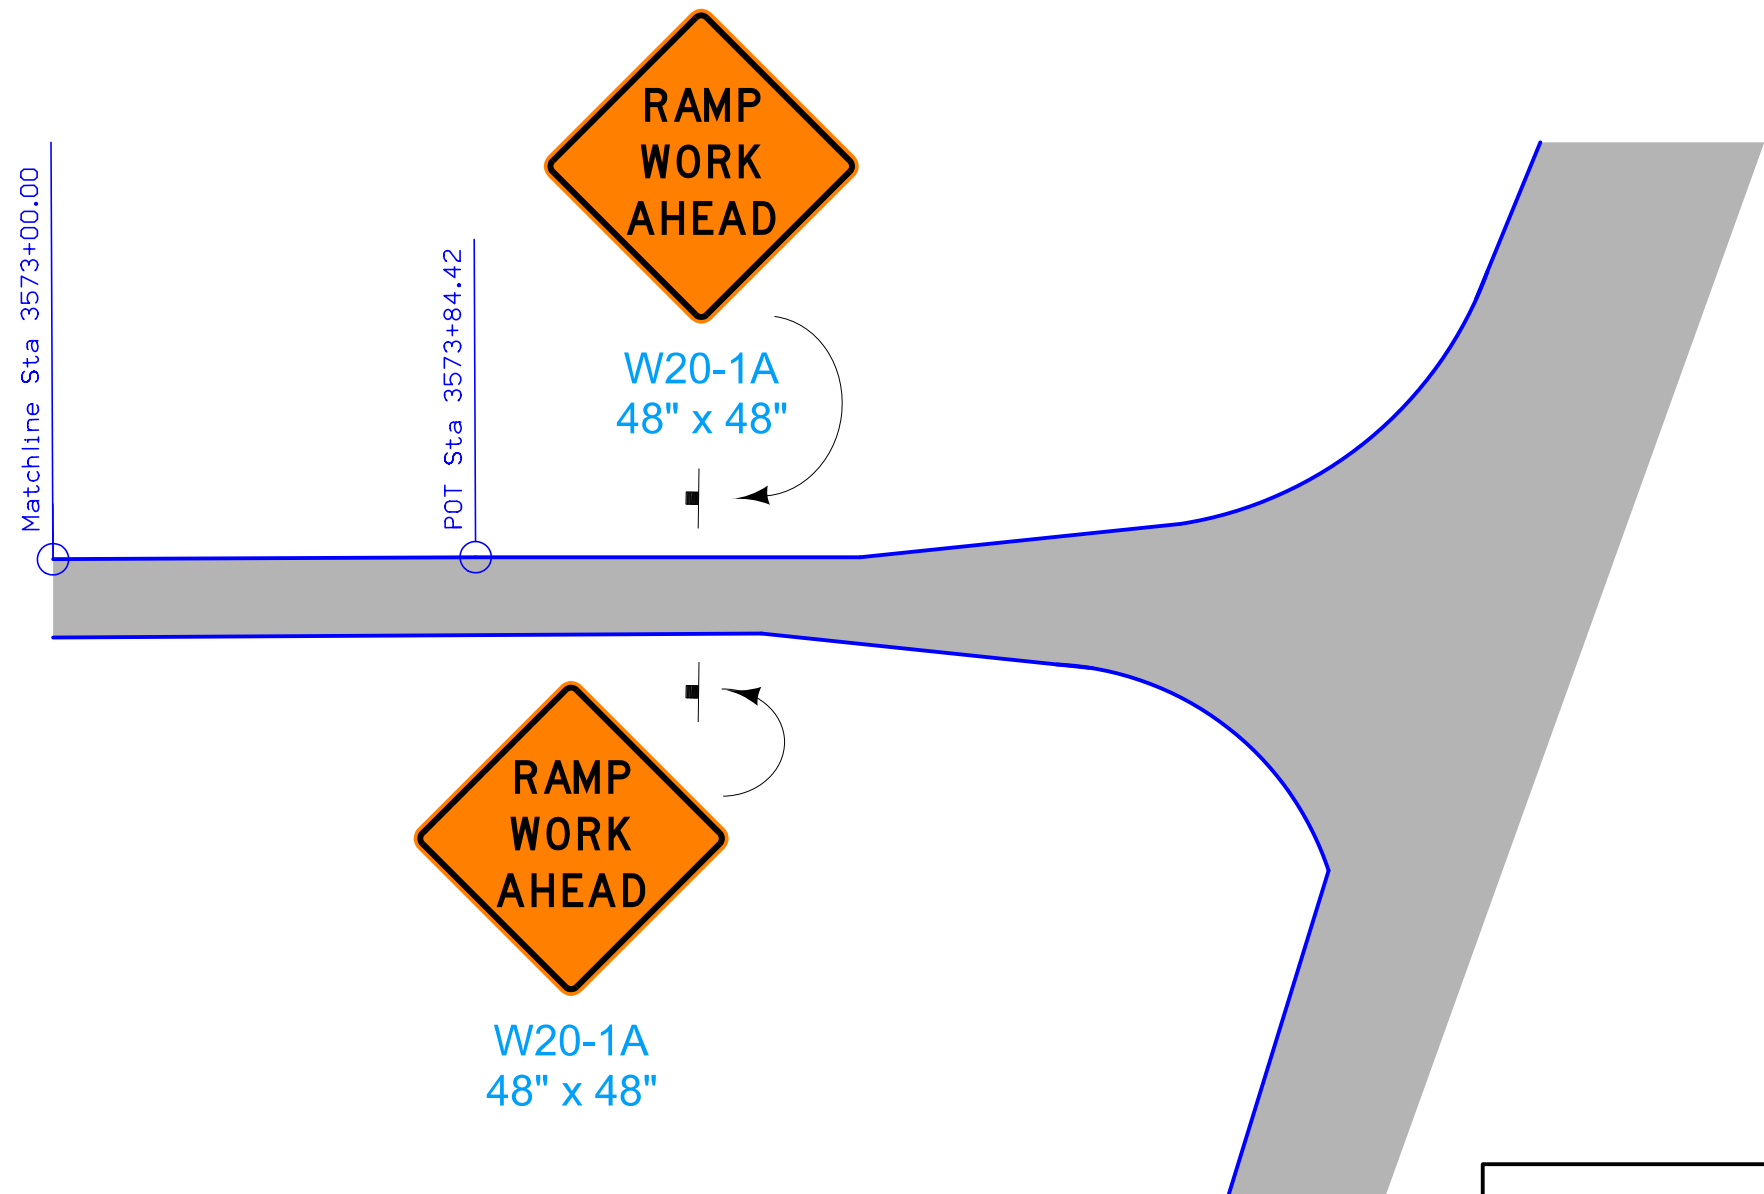 RAMP
WORK
AHEAD
W20-1A
48" x 48"
Matchline Sta 3573+00.00
POT Sta 3573+84.42
RAMP
WORK
AHEAD
W20-1A
48" x 48"